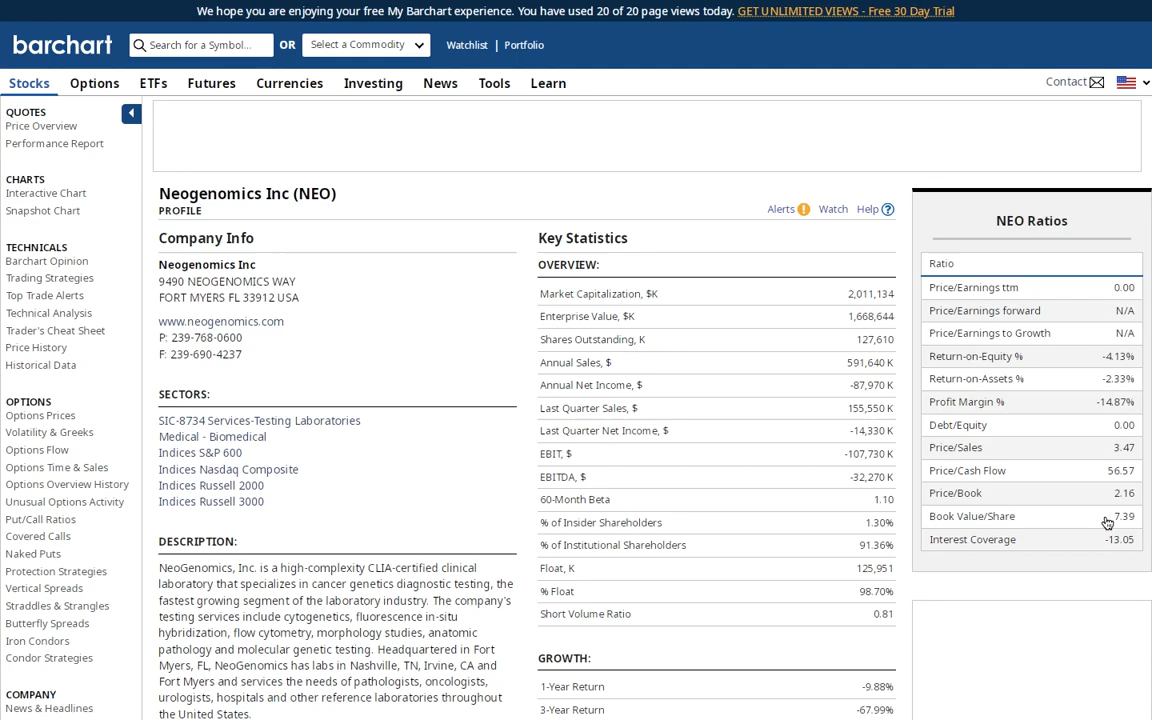 We hope you are enjoying your free My Barchart experience. You have used 20 of 20 page views today. GET UNLIMITED VIEWS - Free 30 Day Trial
barchart Search for a Symbol... OR Select a Commodity Watchlist | Portfolio
Stocks Options ETFs Futures Currencies Investing News Tools Learn Contact
QUOTES
Price Overview
Performance Report
CHARTS
Interactive Chart
Snapshot Chart
TECHNICALS
Barchart Opinion
Trading Strategies
Top Trade Alerts
Technical Analysis
Trader's Cheat Sheet
Price History
Historical Data
OPTIONS
Options Prices
Volatility & Greeks
Options Flow
Options Time & Sales
Options Overview History
Unusual Options Activity
Put/Call Ratios
Covered Calls
Naked Puts
Protection Strategies
Vertical Spreads
Straddles & Strangles
Butterfly Spreads
Iron Condors
Condor Strategies
COMPANY
News & Headlines
Neogenomics Inc (NEO)
PROFILE
Alerts ! Watch Help ?
Company Info
Neogenomics Inc
9490 NEOGENOMICS WAY
FORT MYERS FL 33912 USA
www.neogenomics.com
P: 239-768-0600
F: 239-690-4237
SECTORS:
SIC-8734 Services-Testing Laboratories
Medical - Biomedical
Indices S&P 600
Indices Nasdaq Composite
Indices Russell 2000
Indices Russell 3000
DESCRIPTION:
NeoGenomics, Inc. is a high-complexity CLIA-certified clinical
laboratory that specializes in cancer genetics diagnostic testing, the
fastest growing segment of the laboratory industry. The company's
testing services include cytogenetics, fluorescence in-situ
hybridization, flow cytometry, morphology studies, anatomic
pathology and molecular genetic testing. Headquartered in Fort
Myers, FL, NeoGenomics has labs in Nashville, TN, Irvine, CA and
Fort Myers and services the needs of pathologists, oncologists,
urologists, hospitals and other reference laboratories throughout
the United States.
Key Statistics
OVERVIEW:
Market Capitalization, $K 2,011,134
Enterprise Value, $K 1,668,644
Shares Outstanding, K 127,610
Annual Sales, $ 591,640 K
Annual Net Income, $ -87,970 K
Last Quarter Sales, $ 155,550 K
Last Quarter Net Income, $ -14,330 K
EBIT, $ -107,730 K
EBITDA, $ -32,270 K
60-Month Beta 1.10
% of Insider Shareholders 1.30%
% of Institutional Shareholders 91.36%
Float, K 125,951
% Float 98.70%
Short Volume Ratio 0.81
GROWTH:
1-Year Return -9.88%
3-Year Return -67.99%
NEO Ratios
Ratio
Price/Earnings ttm 0.00
Price/Earnings forward N/A
Price/Earnings to Growth N/A
Return-on-Equity % -4.13%
Return-on-Assets % -2.33%
Profit Margin % -14.87%
Debt/Equity 0.00
Price/Sales 3.47
Price/Cash Flow 56.57
Price/Book 2.16
Book Value/Share 7.39
Interest Coverage -13.05